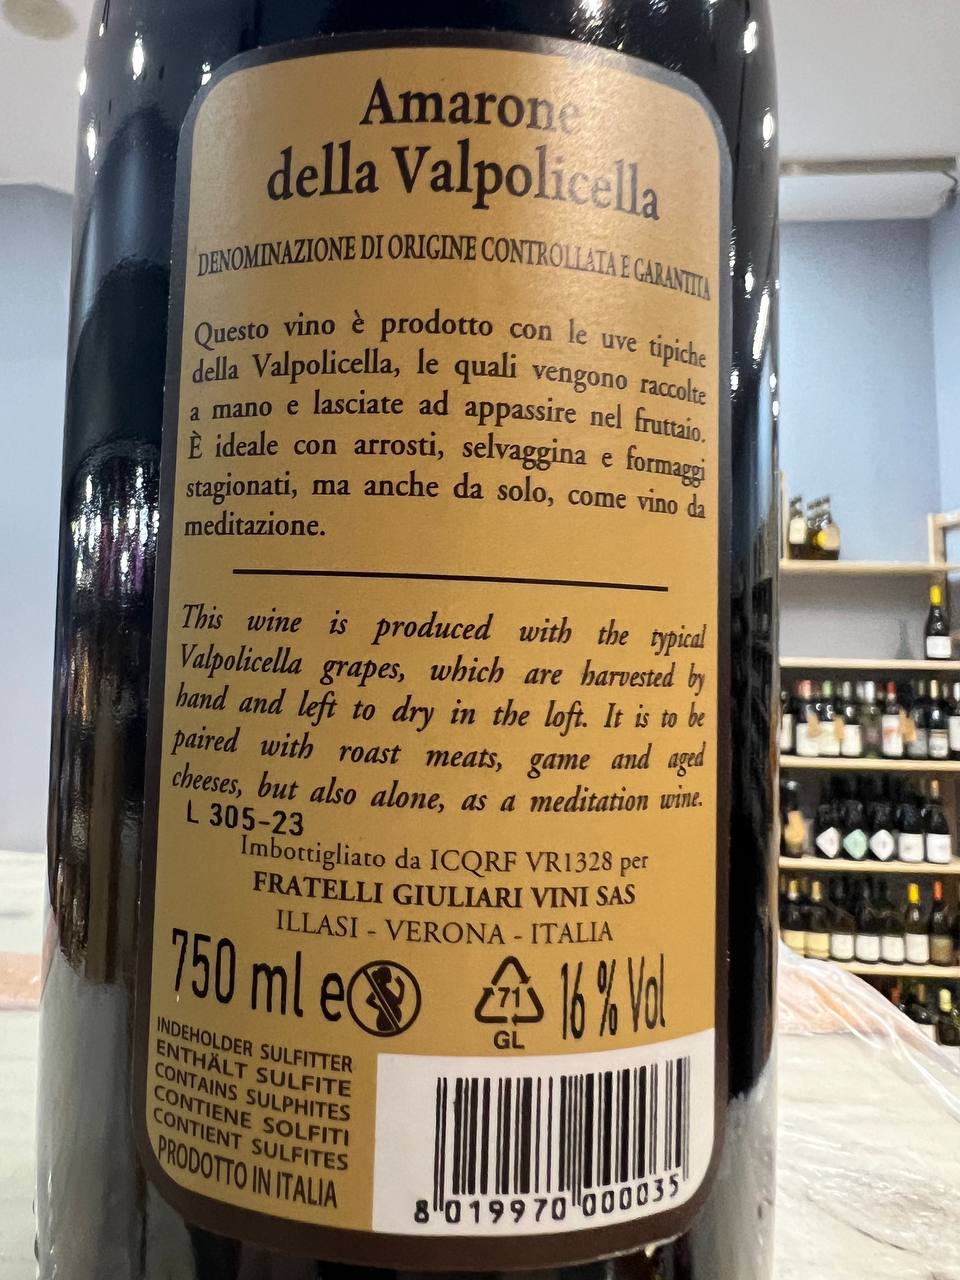 Amarone
della Valpolicella
DENOMINAZIONE DI ORIGINE CONTROLLATA E GARANTITA
Questo vino è prodotto con le uve tipiche
della Valpolicella, le quali vengono raccolte
a mano e lasciate ad appassire nel fruttaio.
È ideale con arrosti, selvaggina e formaggi
stagionati, ma anche da solo, come vino da
meditazione.
This wine is produced with the typical
Valpolicella grapes, which are harvested by
hand and left to dry in the loft. It is to be
paired with roast meats, game and aged
cheeses, but also alone, as a meditation wine.
L 305-23
Imbottigliato da ICQRF VR1328 per
FRATELLI GIULIARI VINI SAS
ILLASI - VERONA - ITALIA
750 ml e 71 GL 16 % Vol
INDEHOLDER SULFITTER
ENTHÄLT SULFITE
CONTAINS SULPHITES
CONTIENE SOLFITI
CONTIENT SULFITES
PRODOTTO IN ITALIA
8 019970 000035